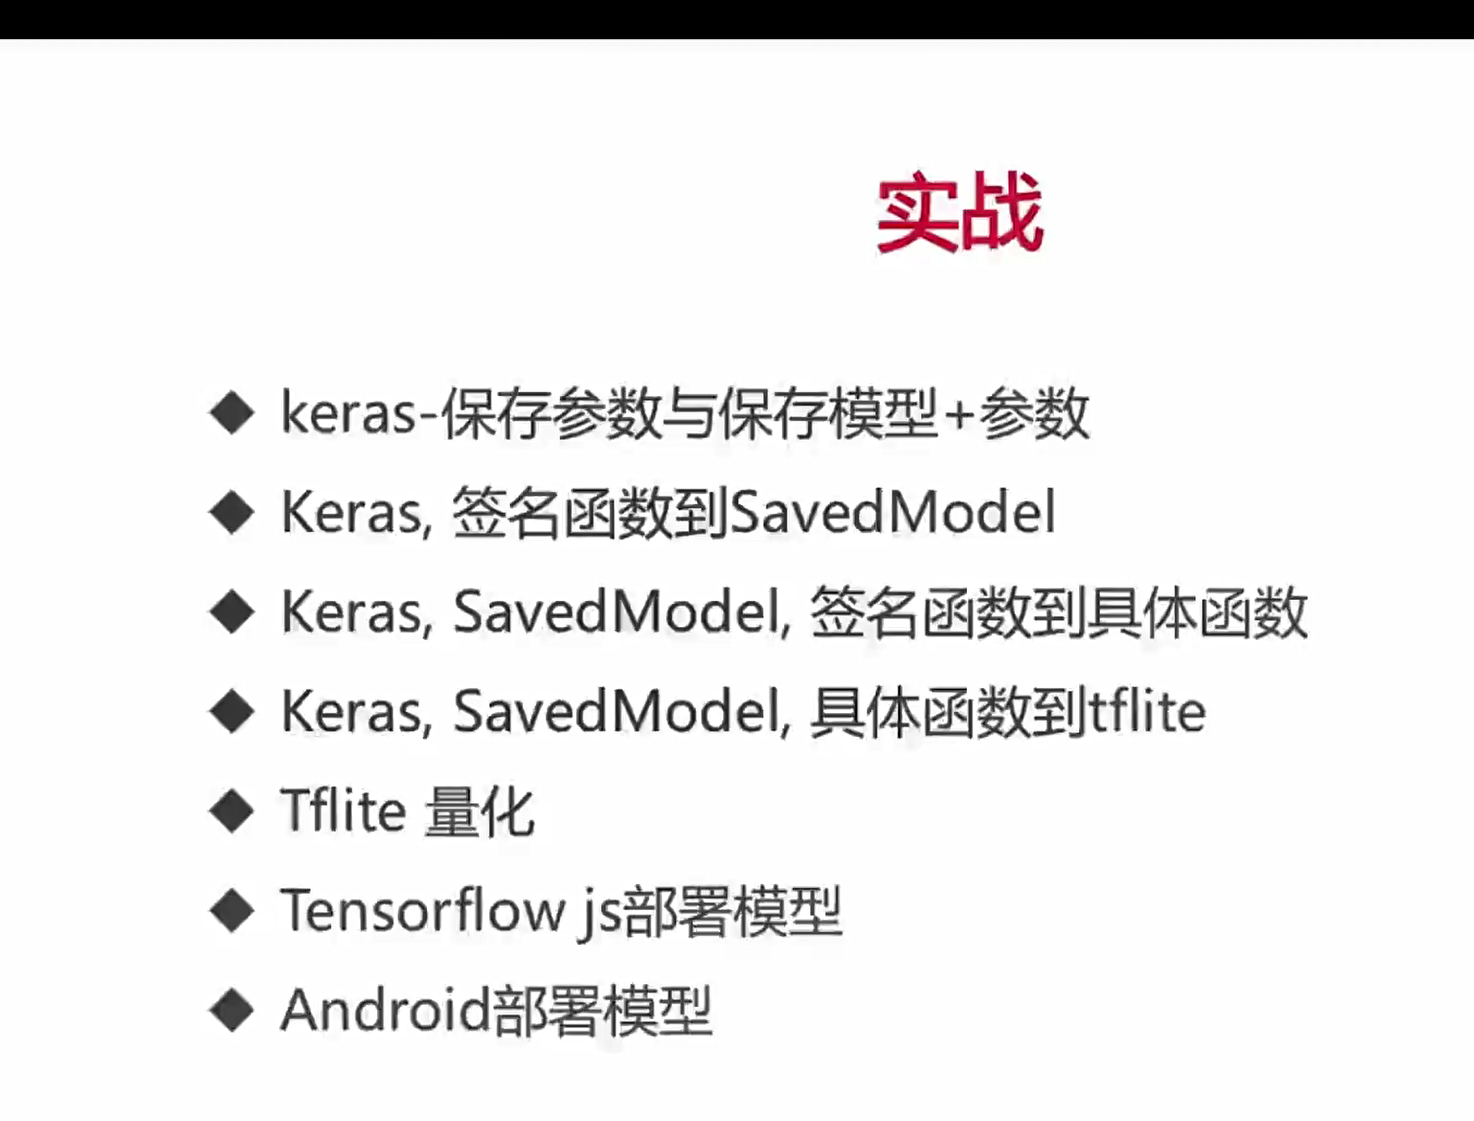 实战
◆ keras-保存参数与保存模型+参数
◆ Keras, 签名函数到SavedModel
◆ Keras, SavedModel, 签名函数到具体函数
◆ Keras, SavedModel, 具体函数到tflite
◆ Tflite 量化
◆ Tensorflow js部署模型
◆ Android部署模型